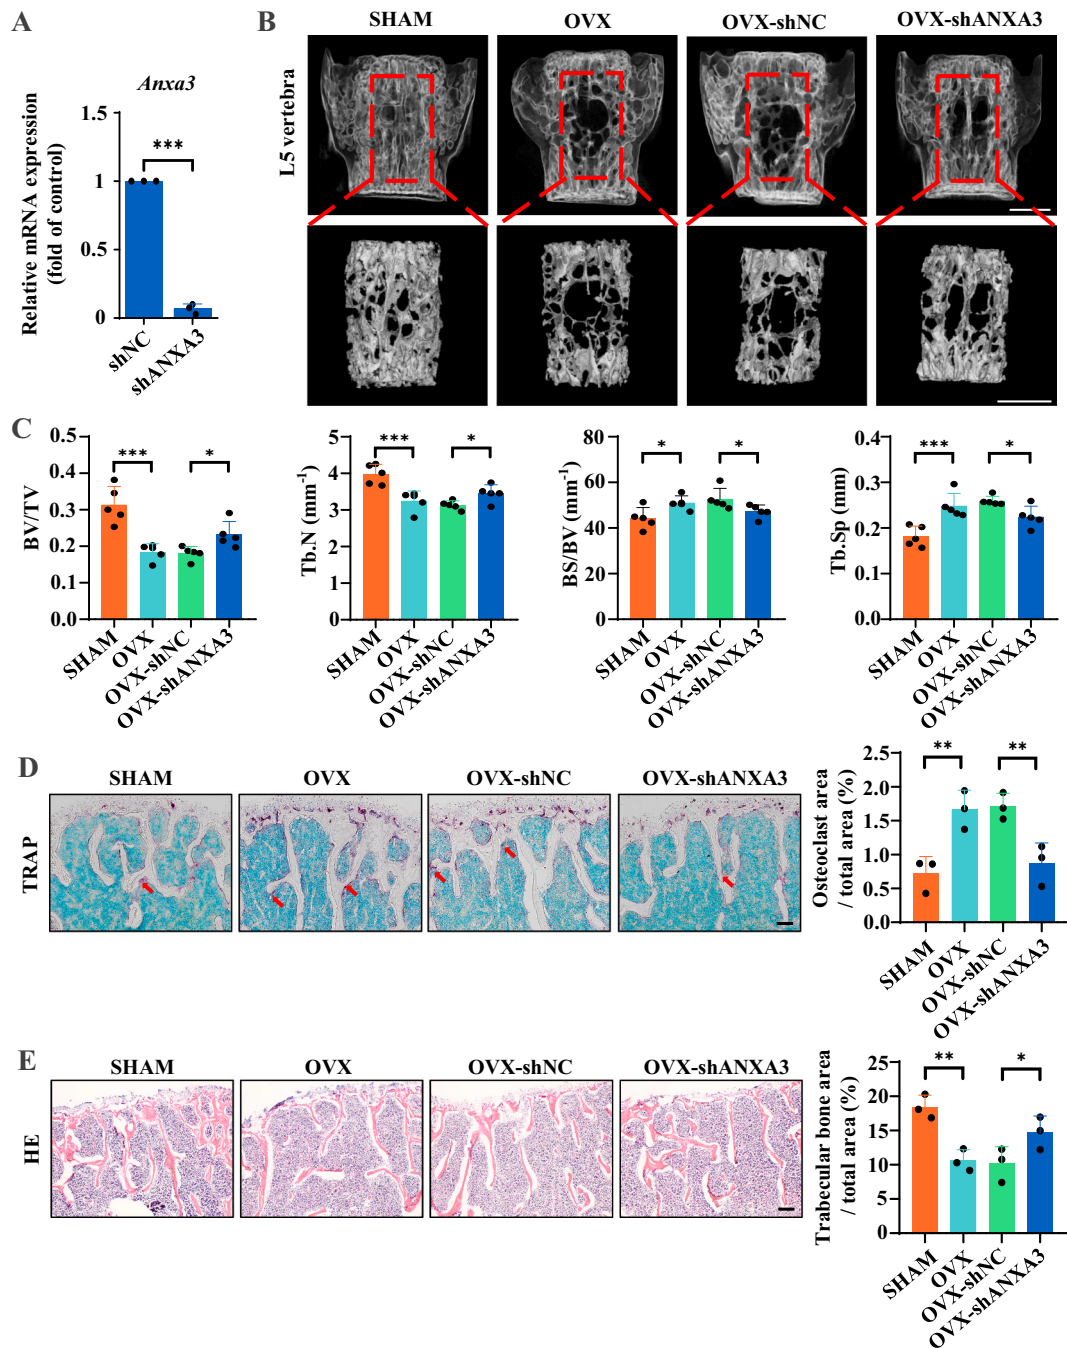 A
Anxa3
Relative mRNA expression
(fold of control)
1.5
1
0.5
0
***
shNC
shANXA3
B
SHAM
OVX
OVX-shNC
OVX-shANXA3
L5 vertebra
C
BV/TV
0.5
0.4
0.3
0.2
0.1
0.0
***
*
SHAM
OVX
OVX-shNC
OVX-shANXA3
Tb.N (mm⁻¹)
5
4
3
2
1
0
***
*
SHAM
OVX
OVX-shNC
OVX-shANXA3
BS/BV (mm⁻¹)
80
60
40
20
0
*
*
SHAM
OVX
OVX-shNC
OVX-shANXA3
Tb.Sp (mm)
0.4
0.3
0.2
0.1
0.0
***
*
SHAM
OVX
OVX-shNC
OVX-shANXA3
D
SHAM
OVX
OVX-shNC
OVX-shANXA3
TRAP
Osteoclast area
/ total area (%)
2.5
2.0
1.5
1.0
0.5
0.0
**
**
SHAM
OVX
OVX-shNC
OVX-shANXA3
E
SHAM
OVX
OVX-shNC
OVX-shANXA3
HE
Trabecular bone area
/ total area (%)
25
20
15
10
5
0
**
*
SHAM
OVX
OVX-shNC
OVX-shANXA3